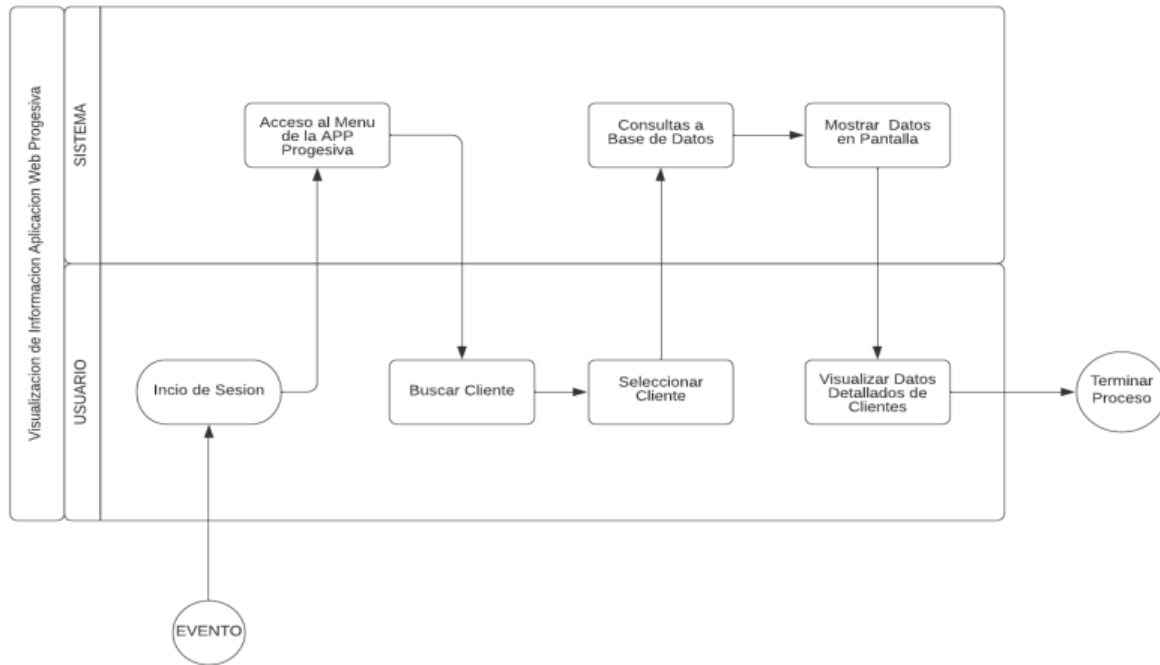 Visualizacion de Informacion Aplicacion Web Progesiva
SISTEMA
Acceso al Menu
de la APP
Progesiva
Consultas a
Base de Datos
Mostrar Datos
en Pantalla
USUARIO
Incio de Sesion
Buscar Cliente
Seleccionar
Cliente
Visualizar Datos
Detallados de
Clientes
Terminar
Proceso
EVENTO